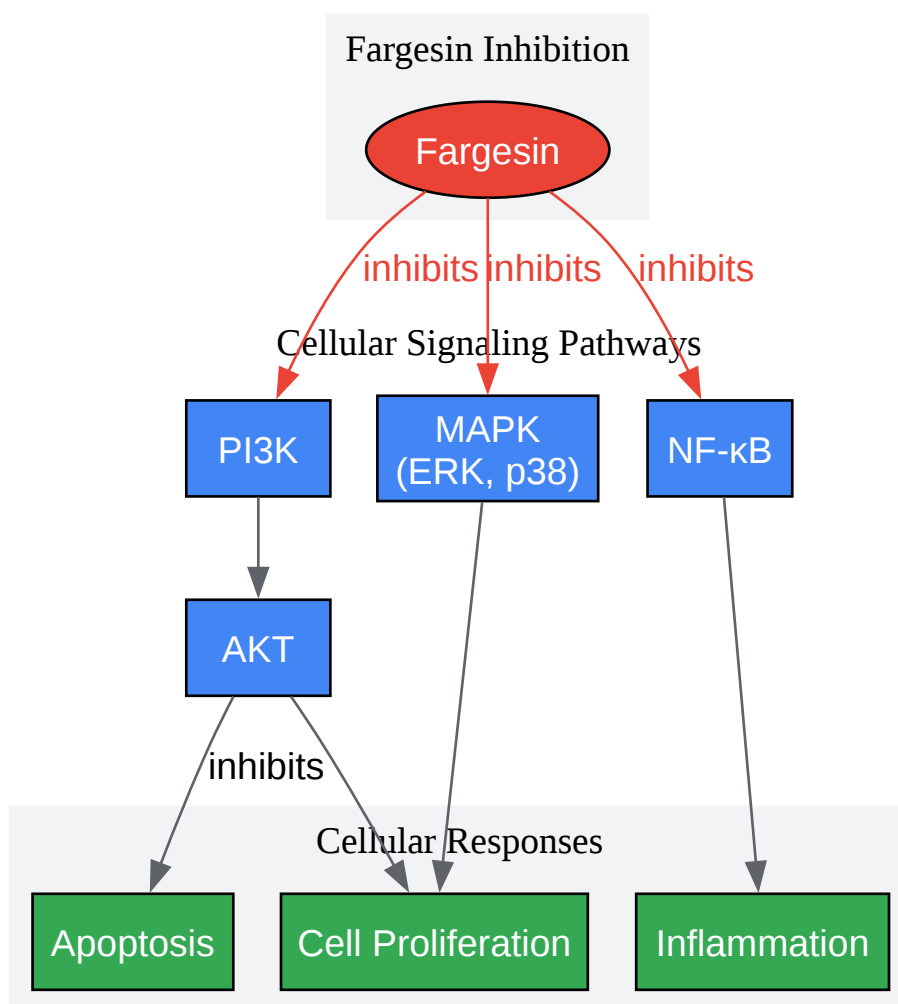 Fargesin Inhibition
Fargesin
inhibits
inhibits
inhibits
Cellular Signaling Pathways
PI3K
MAPK
(ERK, p38)
NF-κB
AKT
inhibits
Cellular Responses
Apoptosis
Cell Proliferation
Inflammation